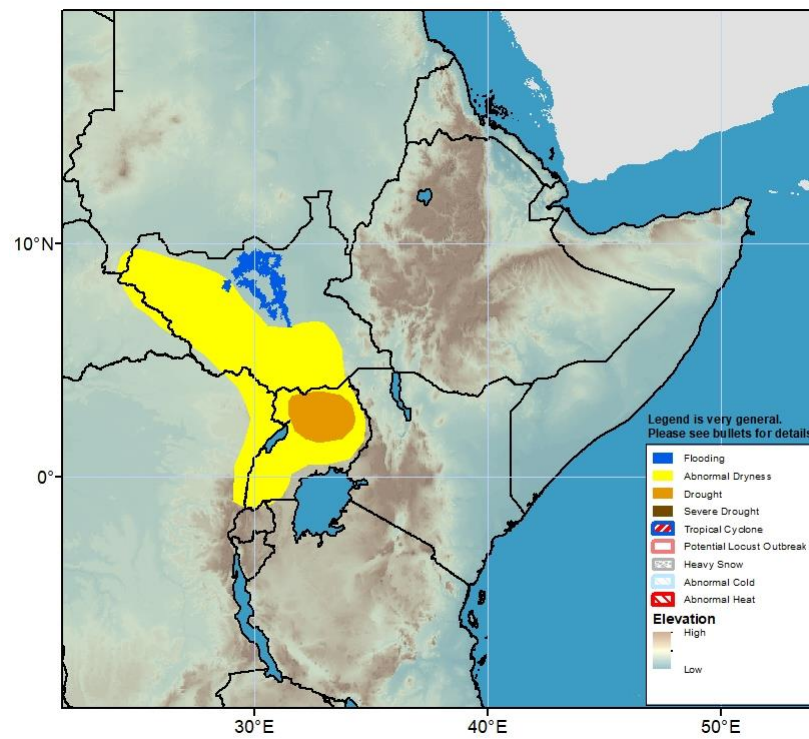 10°N
0°
30°E
40°E
50°E
Legend is very general.
Please see bullets for details
Flooding
Abnormal Dryness
Drought
Severe Drought
Tropical Cyclone
Potential Locust Outbreak
Heavy Snow
Abnormal Cold
Abnormal Heat
Elevation
High
Low